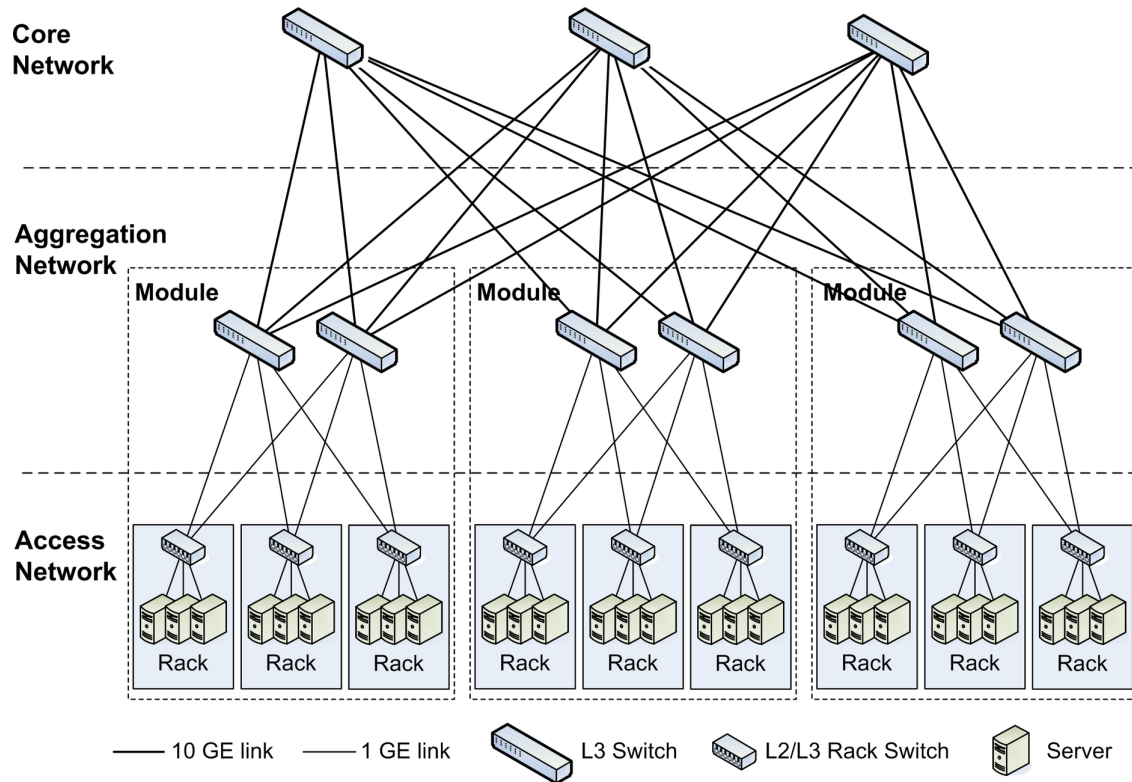 Core
Network
Aggregation
Network
Module Module Module
Access
Network
Rack Rack Rack Rack Rack Rack Rack Rack Rack
10 GE link 1 GE link L3 Switch L2/L3 Rack Switch Server